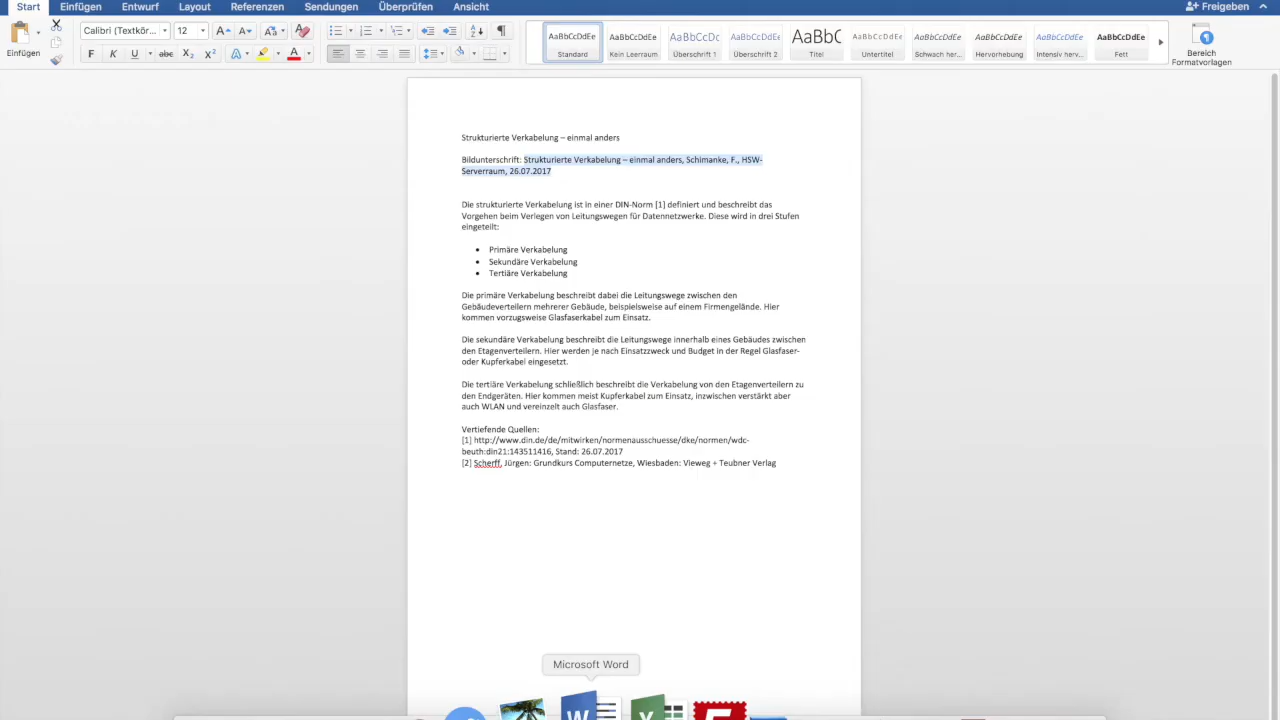 Start Einfügen Entwurf Layout Referenzen Sendungen Überprüfen Ansicht Freigeben
Einfügen
Calibri (Textkör... 12
F K U abc X₂ X²
AaBbCcDdEe AaBbCcDdEe AaBbCcDc AaBbCcDdEe AaBbC AaBbCcDdEe AaBbCcDdEe AaBbCcDdEe AaBbCcDdEe AaBbCcDdEe
Standard Kein Leerraum Überschrift 1 Überschrift 2 Titel Untertitel Schwach her... Hervorhebung Intensiv herv... Fett
Bereich
Formatvorlagen
Strukturierte Verkabelung – einmal anders
Bildunterschrift: Strukturierte Verkabelung – einmal anders, Schimanke, F., HSW-
Serverraum, 26.07.2017
Die strukturierte Verkabelung ist in einer DIN-Norm [1] definiert und beschreibt das
Vorgehen beim Verlegen von Leitungswegen für Datennetzwerke. Diese wird in drei Stufen
eingeteilt:
• Primäre Verkabelung
• Sekundäre Verkabelung
• Tertiäre Verkabelung
Die primäre Verkabelung beschreibt dabei die Leitungswege zwischen den
Gebäudeverteilern mehrerer Gebäude, beispielsweise auf einem Firmengelände. Hier
kommen vorzugsweise Glasfaserkabel zum Einsatz.
Die sekundäre Verkabelung beschreibt die Leitungswege innerhalb eines Gebäudes zwischen
den Etagenverteilern. Hier werden je nach Einsatzzweck und Budget in der Regel Glasfaser-
oder Kupferkabel eingesetzt.
Die tertiäre Verkabelung schließlich beschreibt die Verkabelung von den Etagenverteilern zu
den Endgeräten. Hier kommen meist Kupferkabel zum Einsatz, inzwischen verstärkt aber
auch WLAN und vereinzelt auch Glasfaser.
Vertiefende Quellen:
[1] http://www.din.de/de/mitwirken/normenausschuesse/dke/normen/wdc-
beuth:din21:143511416, Stand: 26.07.2017
[2] Scherff, Jürgen: Grundkurs Computernetze, Wiesbaden: Vieweg + Teubner Verlag
Microsoft Word